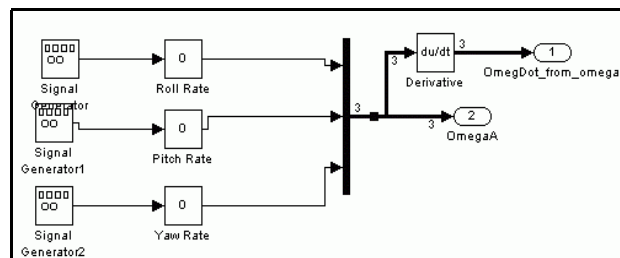 Signal
Generator
0
Roll Rate
Signal
Generator1
0
Pitch Rate
Signal
Generator2
0
Yaw Rate
3
3
du/dt
Derivative
3
1
OmegDot_from_omega
3
2
OmegaA